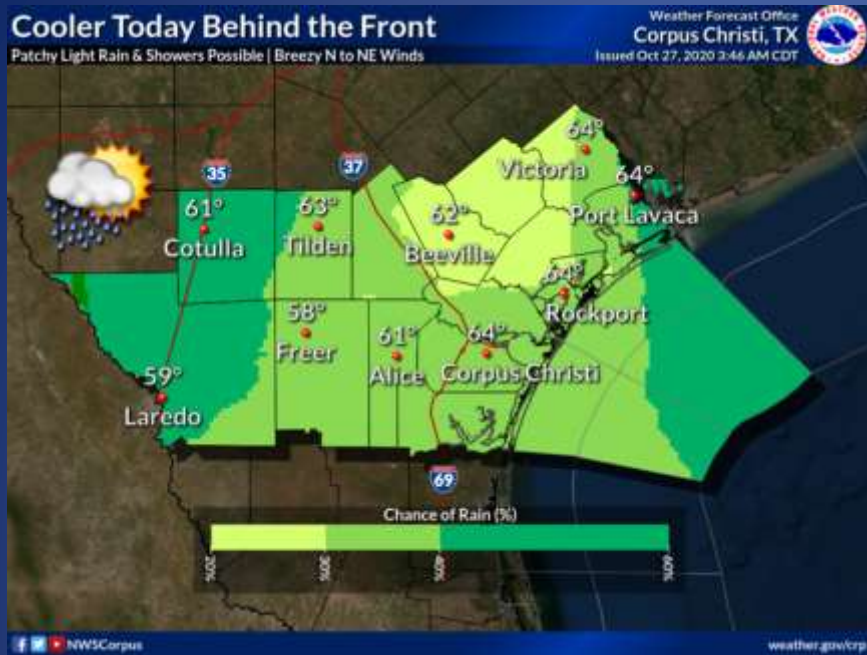 Cooler Today Behind the Front
Patchy Light Rain & Showers Possible | Breezy N to NE Winds
Weather Forecast Office
Corpus Christi, TX
Issued Oct 27, 2020 3:46 AM CDT
64°
Victoria
35
37
64°
Port Lavaca
61°
Cotulla
63°
Tilden
62°
Beeville
64°
Rockport
58°
Freer
61°
Alice
64°
Corpus Christi
59°
Laredo
69
Chance of Rain (%)
20%
30%
40%
60%
NWSCorpus
weather.gov/crp